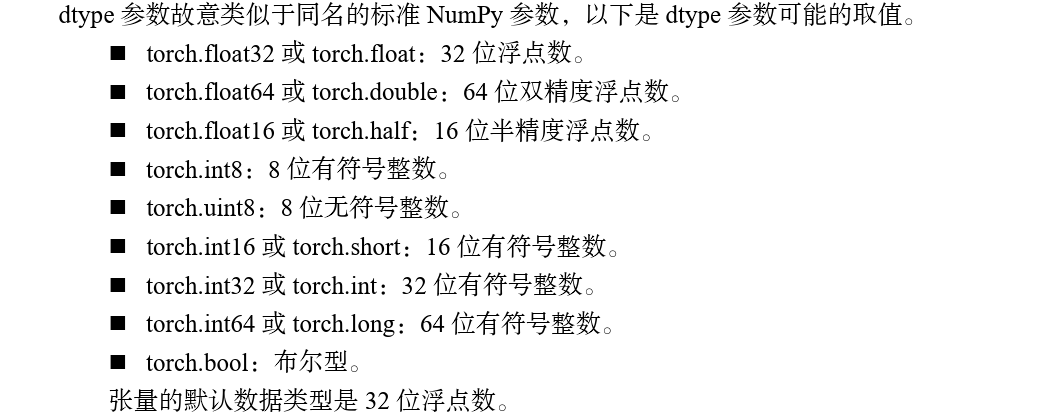 dtype 参数故意类似于同名的标准 NumPy 参数，以下是 dtype 参数可能的取值。
■ torch.float32 或 torch.float：32 位浮点数。
■ torch.float64 或 torch.double：64 位双精度浮点数。
■ torch.float16 或 torch.half：16 位半精度浮点数。
■ torch.int8：8 位有符号整数。
■ torch.uint8：8 位无符号整数。
■ torch.int16 或 torch.short：16 位有符号整数。
■ torch.int32 或 torch.int：32 位有符号整数。
■ torch.int64 或 torch.long：64 位有符号整数。
■ torch.bool：布尔型。
张量的默认数据类型是 32 位浮点数。